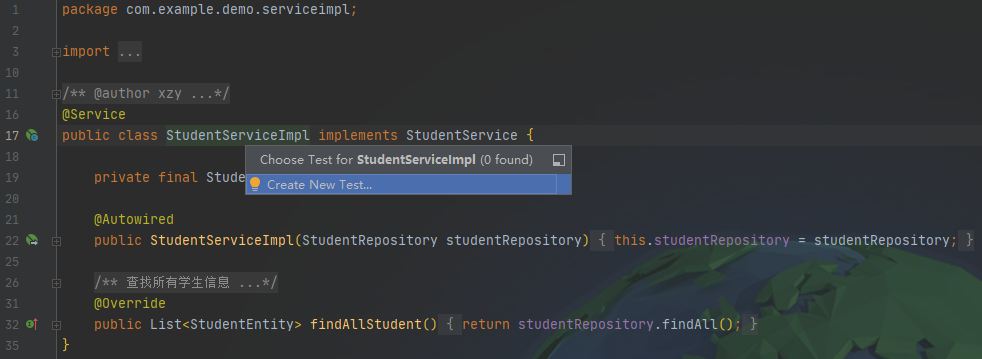 1 package com.example.demo.serviceimpl;
2
3 import ...
10
11 /** @author xzy ...*/
16 @Service
17 public class StudentServiceImpl implements StudentService {
18
Choose Test for StudentServiceImpl (0 found)
19 private final Stude
Create New Test...
20
21 @Autowired
22 public StudentServiceImpl(StudentRepository studentRepository) { this.studentRepository = studentRepository; }
25
26 /** 查找所有学生信息 ...*/
31 @Override
32 public List<StudentEntity> findAllStudent() { return studentRepository.findAll(); }
35 }